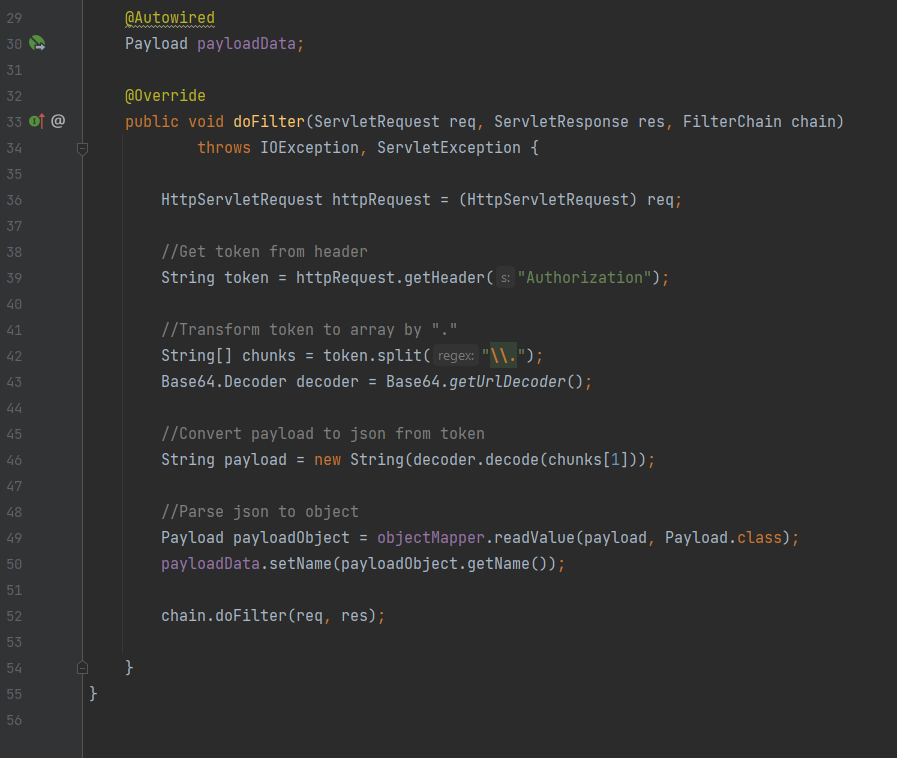 29 @Autowired
30 Payload payloadData;
31
32 @Override
33 @ public void doFilter(ServletRequest req, ServletResponse res, FilterChain chain)
34 throws IOException, ServletException {
35
36 HttpServletRequest httpRequest = (HttpServletRequest) req;
37
38 //Get token from header
39 String token = httpRequest.getHeader( s: "Authorization");
40
41 //Transform token to array by "."
42 String[] chunks = token.split( regex: "\\.");
43 Base64.Decoder decoder = Base64.getUrlDecoder();
44
45 //Convert payload to json from token
46 String payload = new String(decoder.decode(chunks[1]));
47
48 //Parse json to object
49 Payload payloadObject = objectMapper.readValue(payload, Payload.class);
50 payloadData.setName(payloadObject.getName());
51
52 chain.doFilter(req, res);
53
54 }
55 }
56